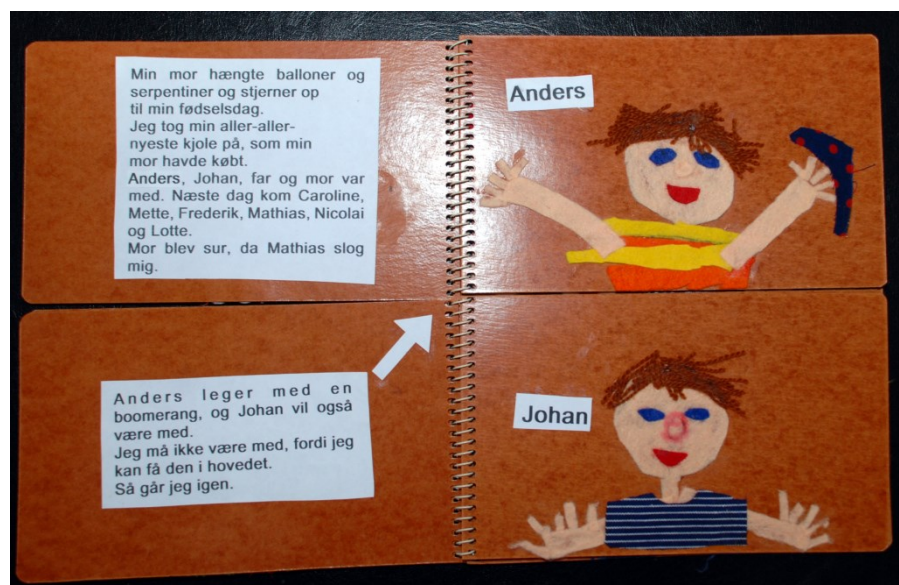 Min mor hængte balloner og
serpentiner og stjerner op
til min fødselsdag.
Jeg tog min aller-aller-
nyeste kjole på, som min
mor havde købt.
Anders, Johan, far og mor var
med. Næste dag kom Caroline,
Mette, Frederik, Mathias, Nicolai
og Lotte.
Mor blev sur, da Mathias slog
mig.
Anders
Anders leger med en
boomerang, og Johan vil også
være med.
Jeg må ikke være med, fordi jeg
kan få den i hovedet.
Så går jeg igen.
Johan